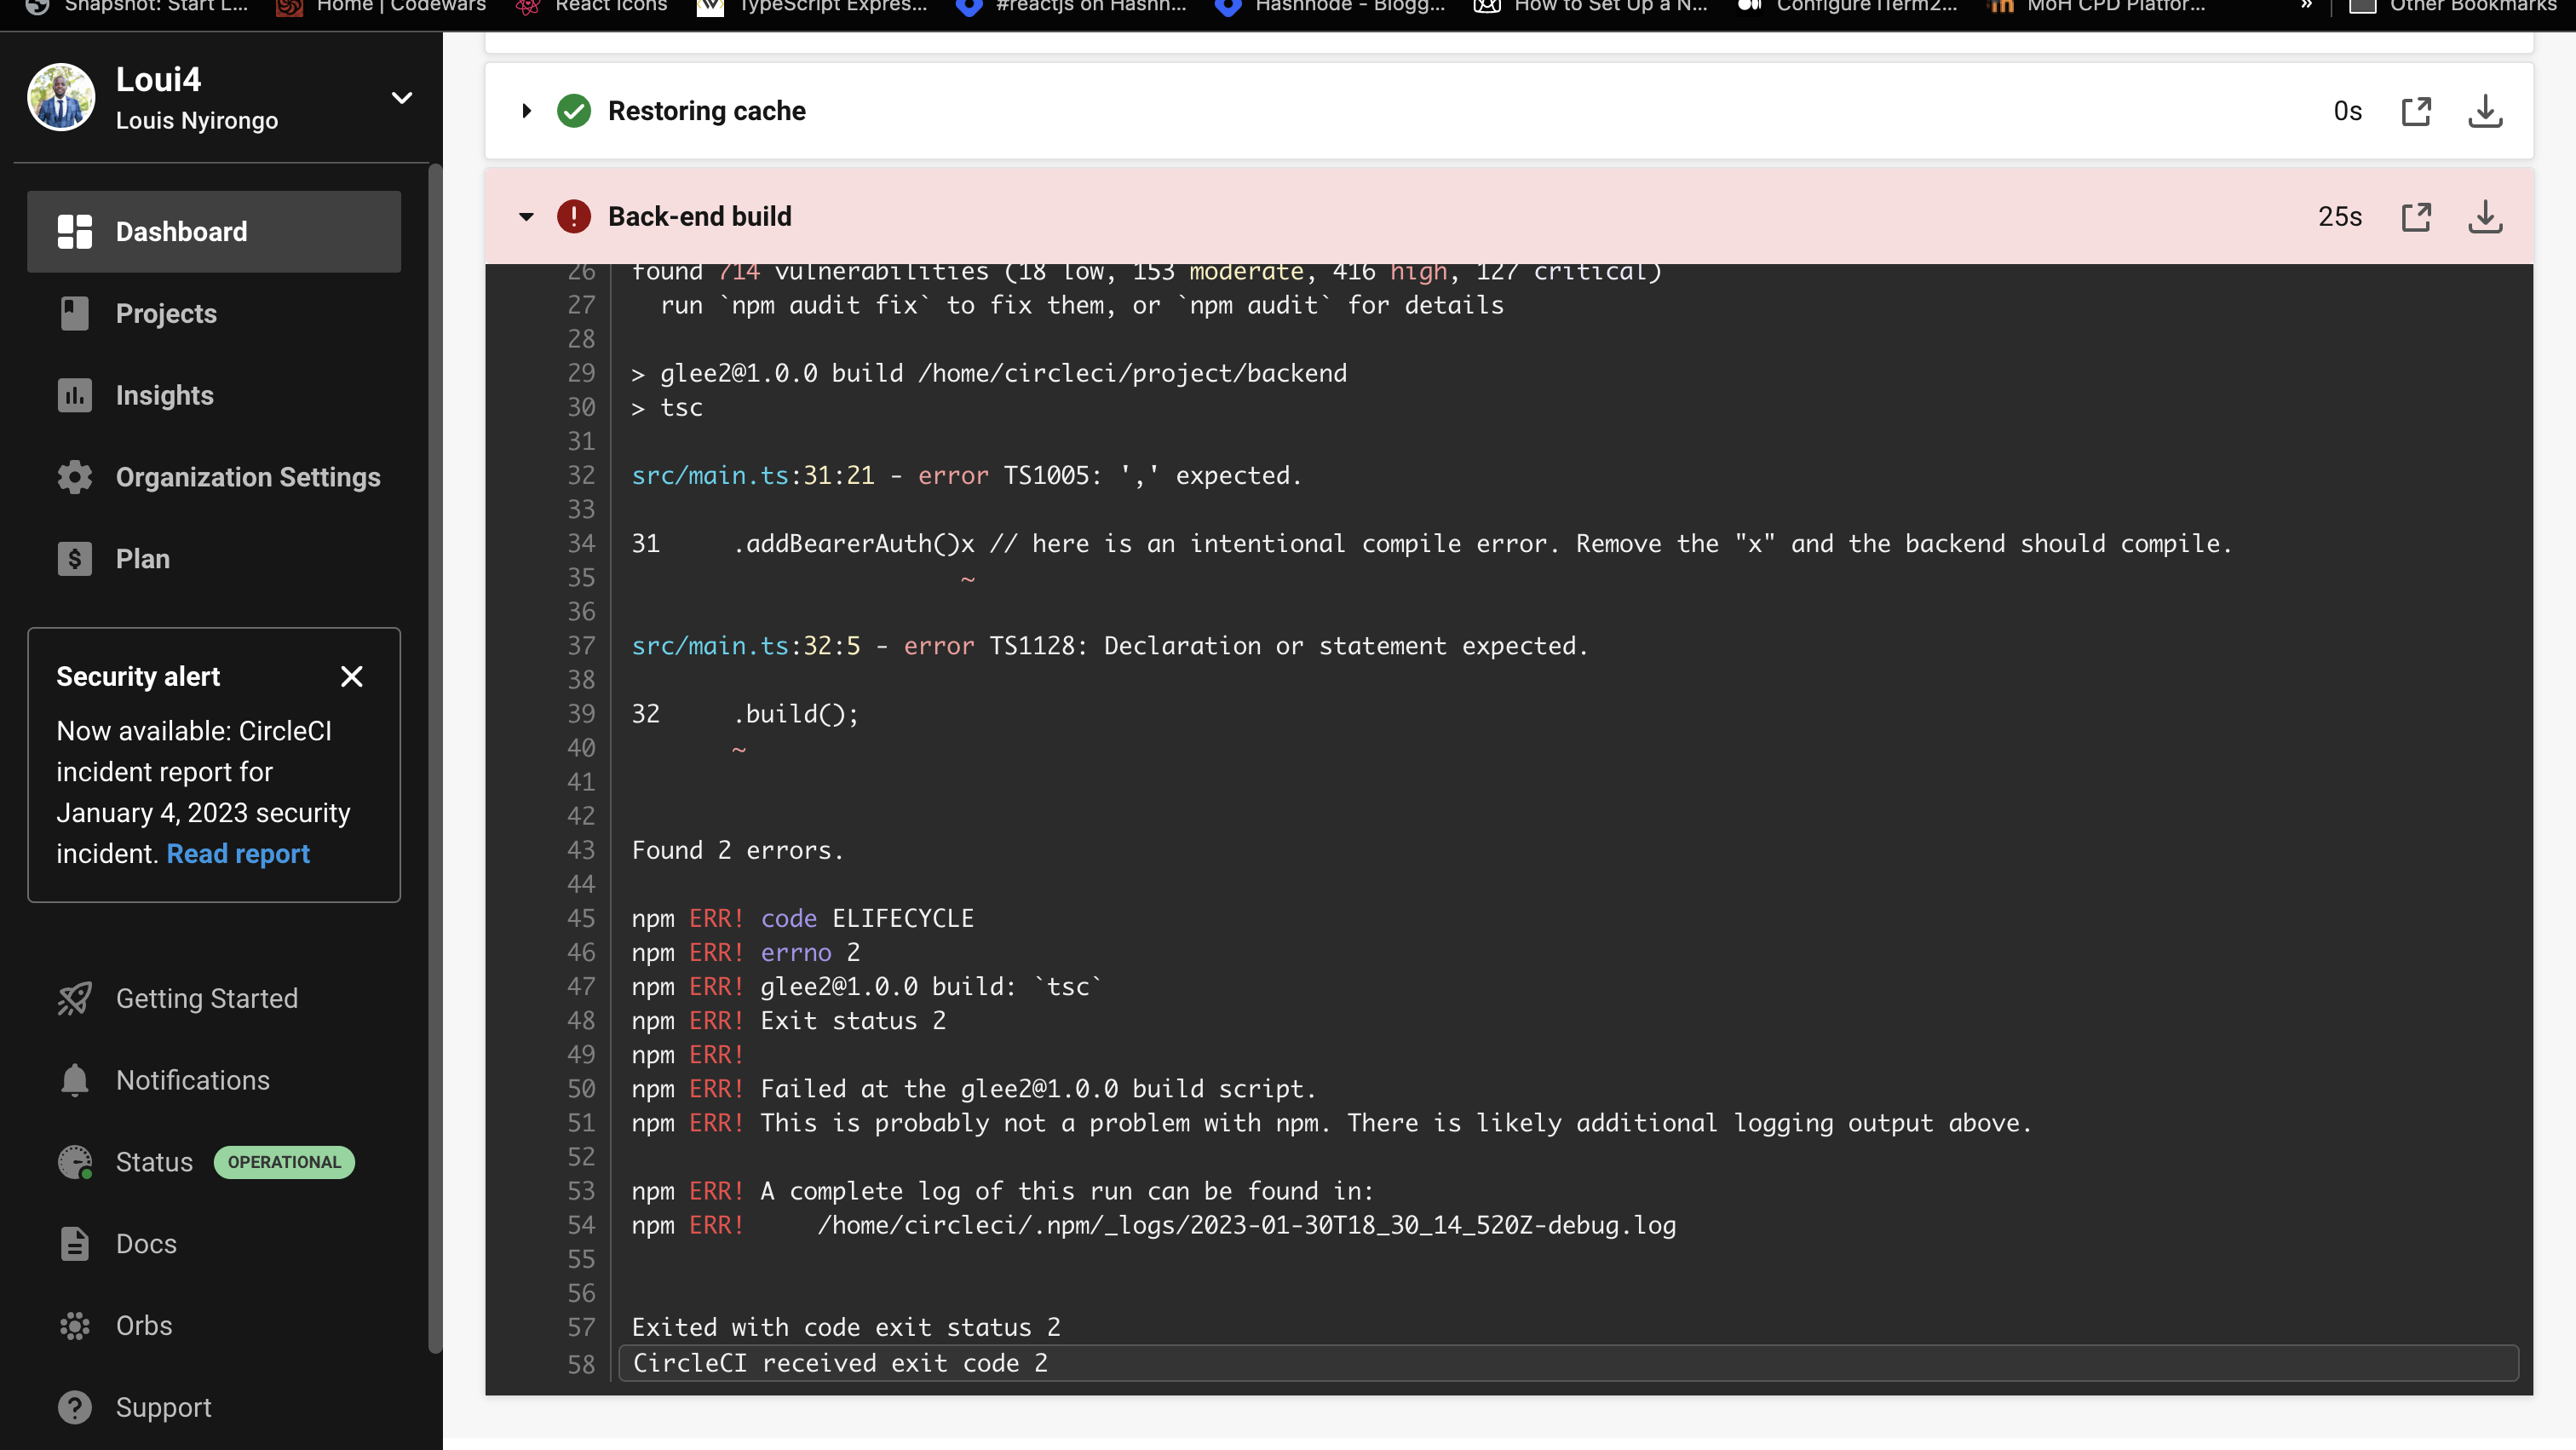 Snapshot: Start L...
Home | Codewars
React Icons
TypeScript Expres...
#reactjs on Hashn...
Hashnode - Blogg...
How to Set Up a N...
Configure iTerm2...
MoH CPD Platfor...
»
Other Bookmarks
Loui4
Louis Nyirongo
Dashboard
Projects
Insights
Organization Settings
Plan
Security alert
Now available: CircleCI
incident report for
January 4, 2023 security
incident. Read report
Getting Started
Notifications
Status OPERATIONAL
Docs
Orbs
Support
Restoring cache 0s
Back-end build 25s
26 found 714 vulnerabilities (18 low, 153 moderate, 416 high, 127 critical)
27 run `npm audit fix` to fix them, or `npm audit` for details
28
29 > glee2@1.0.0 build /home/circleci/project/backend
30 > tsc
31
32 src/main.ts:31:21 - error TS1005: ',' expected.
33
34 31 .addBearerAuth()x // here is an intentional compile error. Remove the "x" and the backend should compile.
35 ~
36
37 src/main.ts:32:5 - error TS1128: Declaration or statement expected.
38
39 32 .build();
40 ~
41
42
43 Found 2 errors.
44
45 npm ERR! code ELIFECYCLE
46 npm ERR! errno 2
47 npm ERR! glee2@1.0.0 build: `tsc`
48 npm ERR! Exit status 2
49 npm ERR!
50 npm ERR! Failed at the glee2@1.0.0 build script.
51 npm ERR! This is probably not a problem with npm. There is likely additional logging output above.
52
53 npm ERR! A complete log of this run can be found in:
54 npm ERR! /home/circleci/.npm/_logs/2023-01-30T18_30_14_520Z-debug.log
55
56
57 Exited with code exit status 2
58 CircleCI received exit code 2